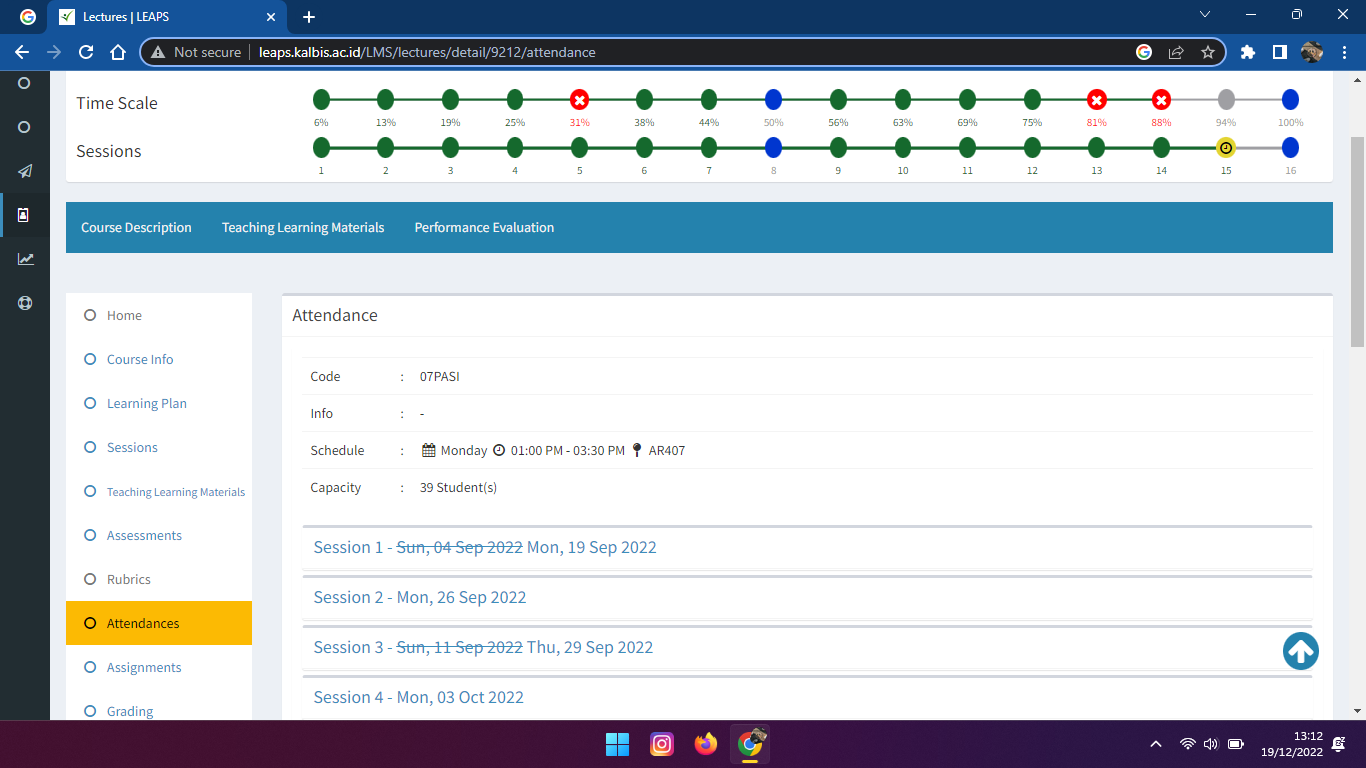 Lectures | LEAPS
Not secure leaps.kalbis.ac.id/LMS/lectures/detail/9212/attendance
Time Scale
6% 13% 19% 25% 31% 38% 44% 50% 56% 63% 69% 75% 81% 88% 94% 100%
Sessions
1 2 3 4 5 6 7 8 9 10 11 12 13 14 15 16
Course Description Teaching Learning Materials Performance Evaluation
Home
Course Info
Learning Plan
Sessions
Teaching Learning Materials
Assessments
Rubrics
Attendances
Assignments
Grading
Attendance
Code : 07PASI
Info : -
Schedule : Monday 01:00 PM - 03:30 PM AR407
Capacity : 39 Student(s)
Session 1 - Sun, 04 Sep 2022 Mon, 19 Sep 2022
Session 2 - Mon, 26 Sep 2022
Session 3 - Sun, 11 Sep 2022 Thu, 29 Sep 2022
Session 4 - Mon, 03 Oct 2022
13:12
19/12/2022